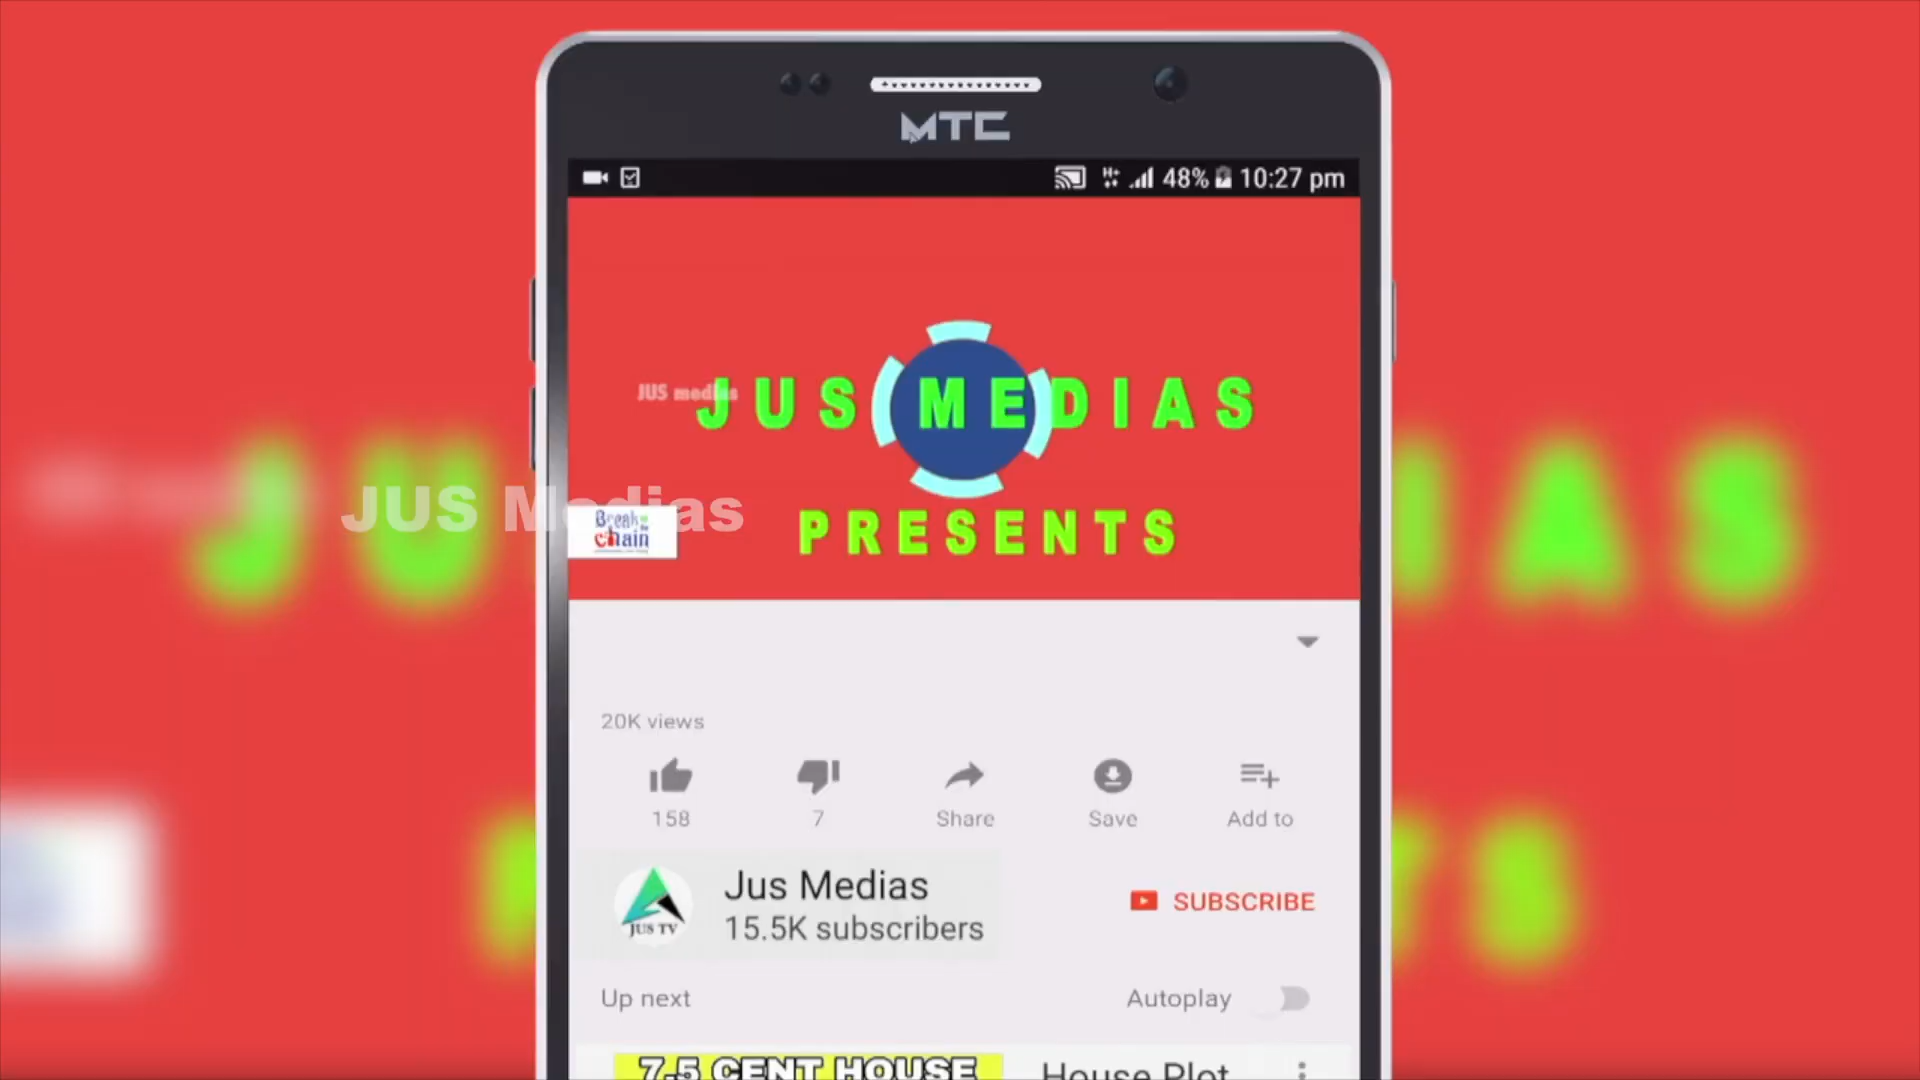 MTC
48% 10:27 pm
JUS medias
JUS MEDIAS
JUS Medias
Break the chain
PRESENTS
20K views
158
7
Share
Save
Add to
Jus Medias
15.5K subscribers
SUBSCRIBE
JUS TV
Up next
Autoplay
7.5 CENT HOUSE
House Plot